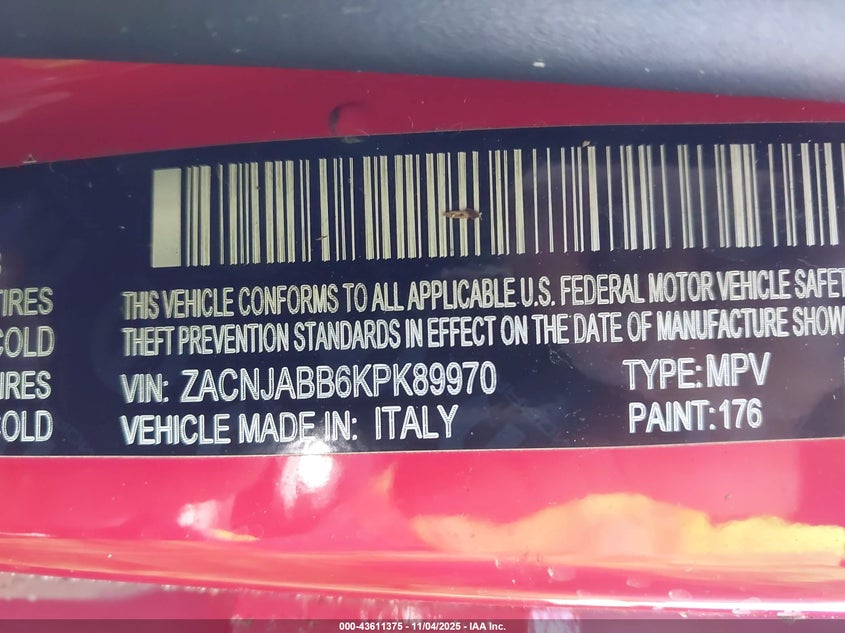 THIS VEHICLE CONFORMS TO ALL APPLICABLE U.S. FEDERAL MOTOR VEHICLE SAFET
TIRES
THEFT PREVENTION STANDARDS IN EFFECT ON THE DATE OF MANUFACTURE SHOW
COLD
VIN: ZACNJABB6KPK89970 TYPE: MPV
IRES
VEHICLE MADE IN: ITALY PAINT: 176
COLD
000-43611375 - 11/04/2025 - IAA Inc.